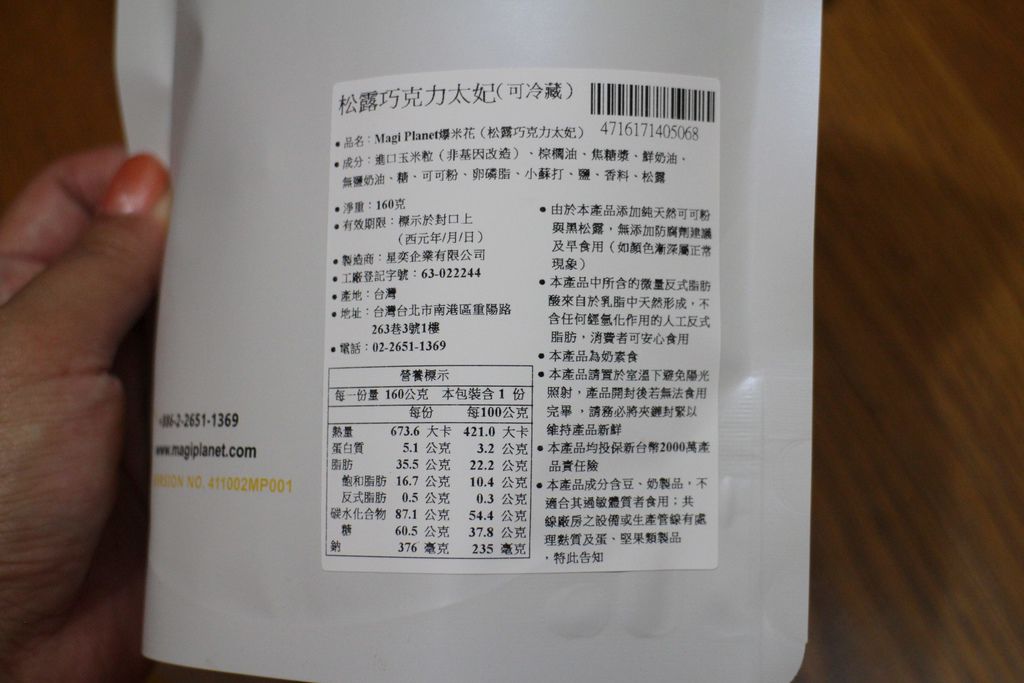 松露巧克力太妃(可冷藏)
4716171405068
• 品名：Magi Planet爆米花（松露巧克力太妃）
• 成分：進口玉米粒（非基因改造）、棕櫚油、焦糖漿、鮮奶油、
無鹽奶油、糖、可可粉、卵磷脂、小蘇打、鹽、香料、松露
• 淨重：160克
• 有效期限：標示於封口上
（西元年/月/日）
• 製造商：星奕企業有限公司
• 工廠登記字號：63-022244
• 產地：台灣
• 地址：台灣台北市南港區重陽路
263巷3號1樓
• 電話：02-2651-1369
營養標示
每一份量 160公克 本包裝含 1 份
每份 每100公克
熱量 673.6 大卡 421.0 大卡
蛋白質 5.1 公克 3.2 公克
脂肪 35.5 公克 22.2 公克
飽和脂肪 16.7 公克 10.4 公克
反式脂肪 0.5 公克 0.3 公克
碳水化合物 87.1 公克 54.4 公克
糖 60.5 公克 37.8 公克
鈉 376 毫克 235 毫克
• 由於本產品添加純天然可可粉
與黑松露，無添加防腐劑建議
及早食用（如顏色漸深屬正常
現象）
• 本產品中所含的微量反式脂肪
酸來自於乳脂中天然形成，不
含任何經氫化作用的人工反式
脂肪，消費者可安心食用
• 本產品為奶素食
• 本產品請置於室溫下避免陽光
照射，產品開封後若無法食用
完畢，請務必將夾鏈封緊以
維持產品新鮮
• 本產品均投保新台幣2000萬產
品責任險
• 本產品成分含豆、奶製品，不
適合其過敏體質者食用；共
線廠房之設備或生產管線有處
理麩質及蛋、堅果類製品
，特此告知
+886-2-2651-1369
www.magiplanet.com
VERSION NO. 411002MP001